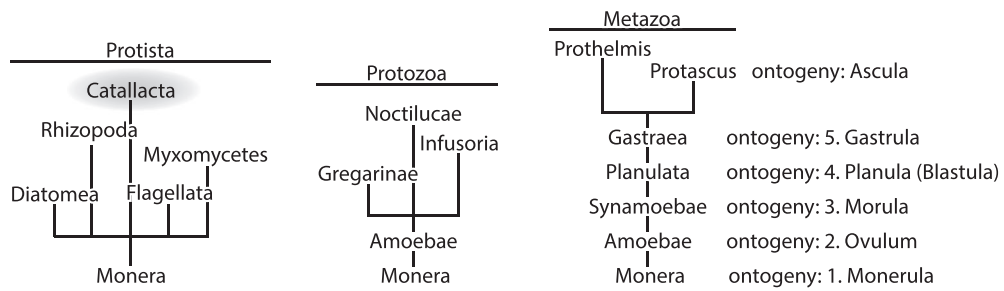 Protista
Catallacta
Rhizopoda
Myxomycetes
Diatomea Flagellata
Monera
Protozoa
Noctilucae
Infusoria
Gregarinae
Amoebae
Monera
Metazoa
Prothelmis
Protascus ontogeny: Ascula
Gastraea ontogeny: 5. Gastrula
Planulata ontogeny: 4. Planula (Blastula)
Synamoebae ontogeny: 3. Morula
Amoebae ontogeny: 2. Ovulum
Monera ontogeny: 1. Monerula